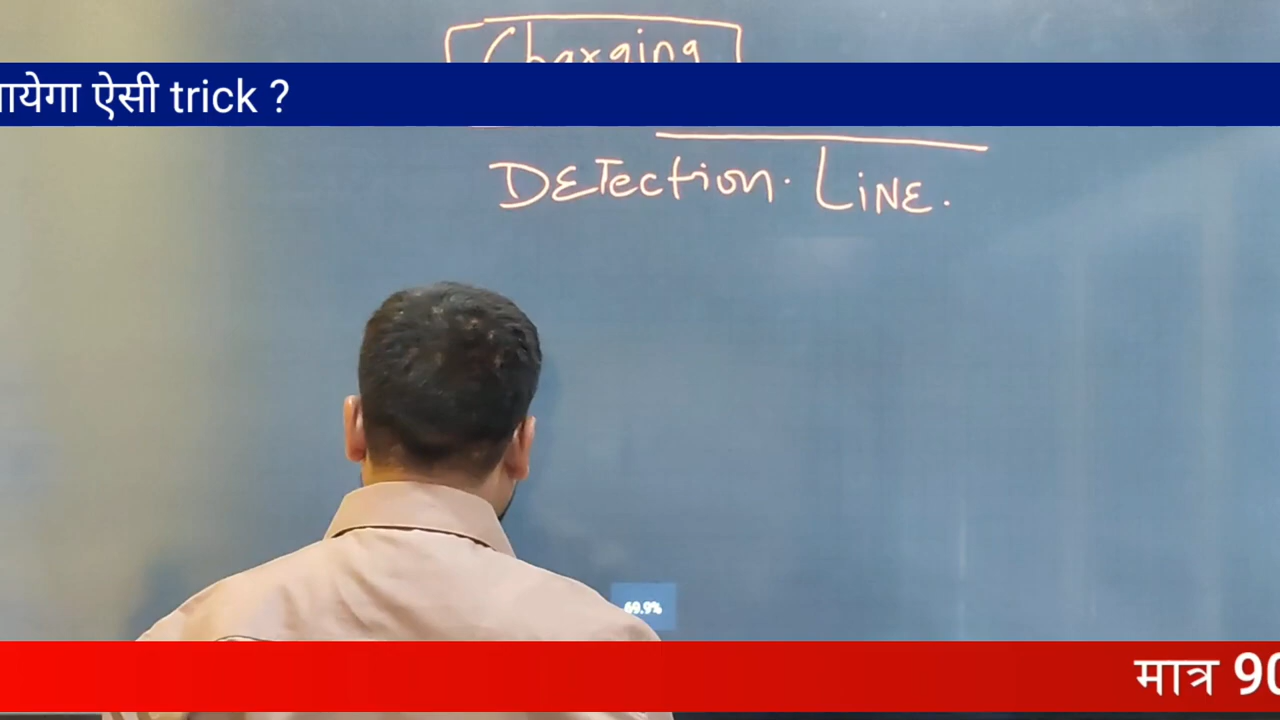 Charging
ऐसी trick ?
DETECTION. LINE.
69.9%
मात्र 90